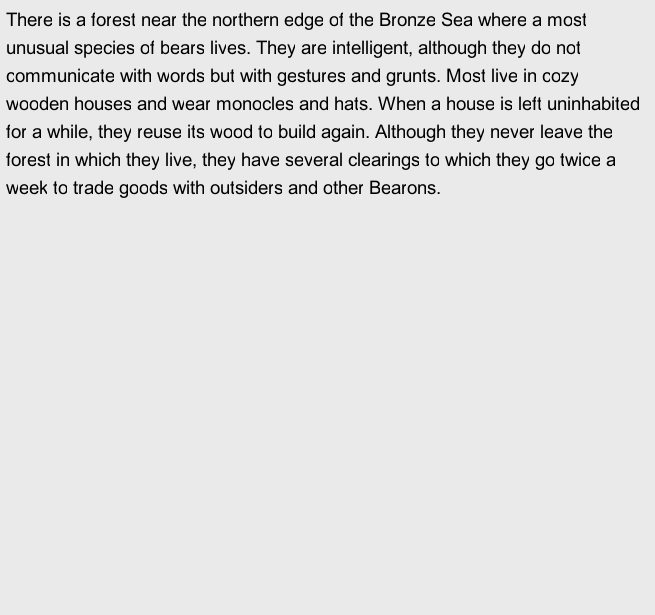 There is a forest near the northern edge of the Bronze Sea where a most
unusual species of bears lives. They are intelligent, although they do not
communicate with words but with gestures and grunts. Most live in cozy
wooden houses and wear monocles and hats. When a house is left uninhabited
for a while, they reuse its wood to build again. Although they never leave the
forest in which they live, they have several clearings to which they go twice a
week to trade goods with outsiders and other Bearons.